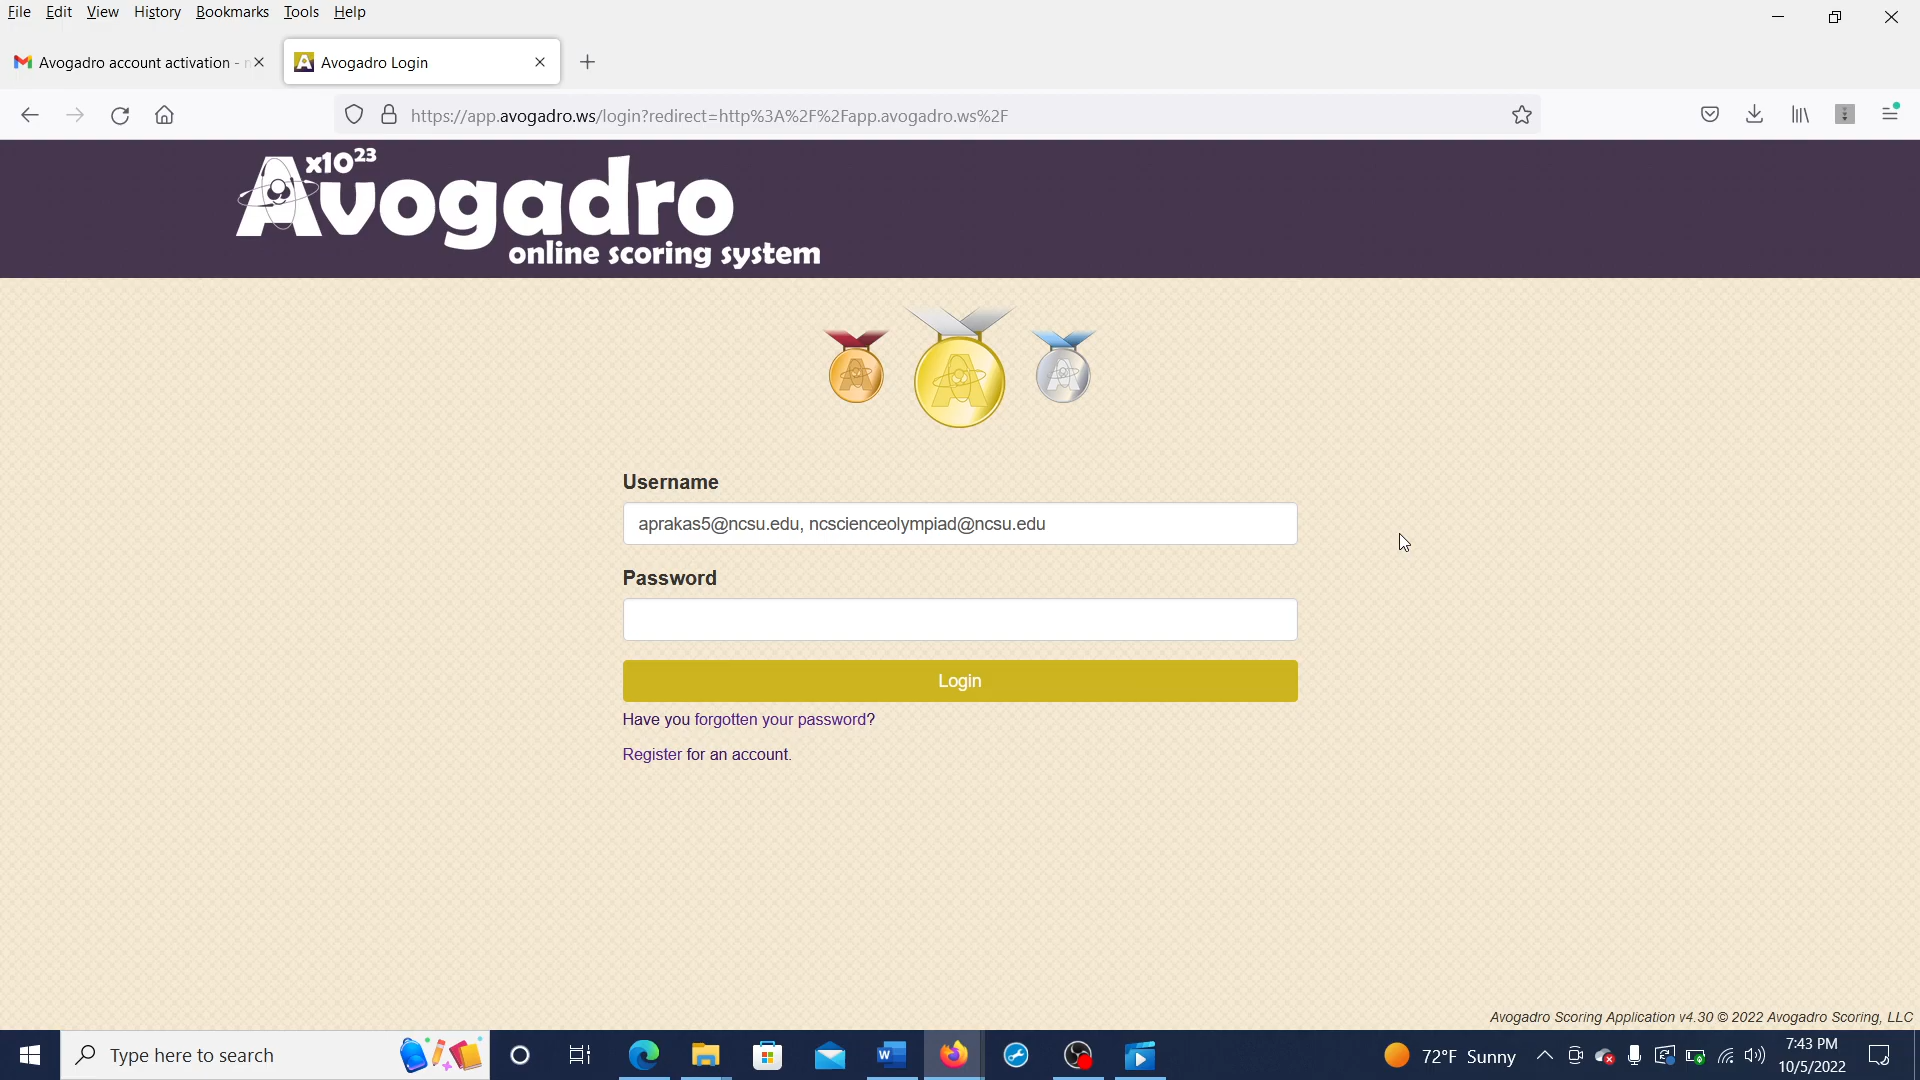 File Edit View History Bookmarks Tools Help
Avogadro account activation - n
Avogadro Login
https://app.avogadro.ws/login?redirect=http%3A%2F%2Fapp.avogadro.ws%2F
Avogadro x10²³
online scoring system
Username
aprakas5@ncsu.edu, ncscienceolympiad@ncsu.edu
Password
Login
Have you forgotten your password?
Register for an account.
Avogadro Scoring Application v4.30 © 2022 Avogadro Scoring, LLC
Type here to search
72°F Sunny
7:43 PM
10/5/2022